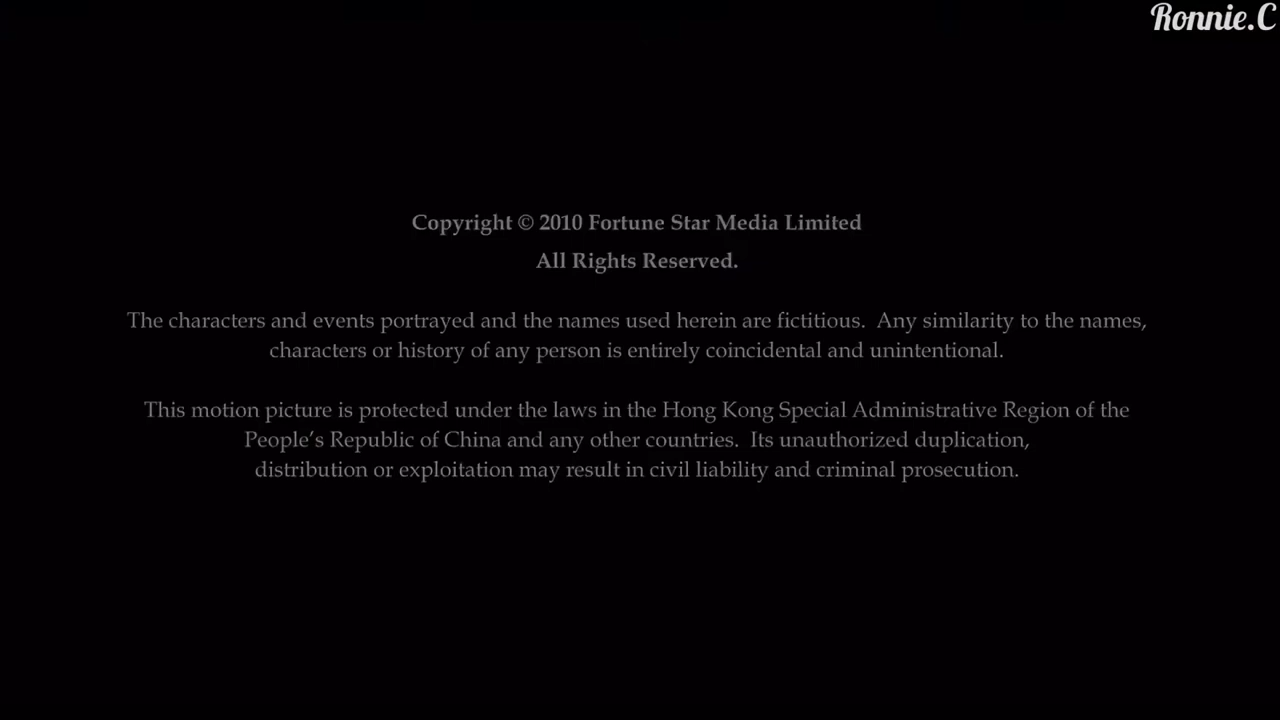 Ronnie.C
Copyright © 2010 Fortune Star Media Limited
All Rights Reserved.
The characters and events portrayed and the names used herein are fictitious.  Any similarity to the names,
characters or history of any person is entirely coincidental and unintentional.
This motion picture is protected under the laws in the Hong Kong Special Administrative Region of the
People’s Republic of China and any other countries.  Its unauthorized duplication,
distribution or exploitation may result in civil liability and criminal prosecution.